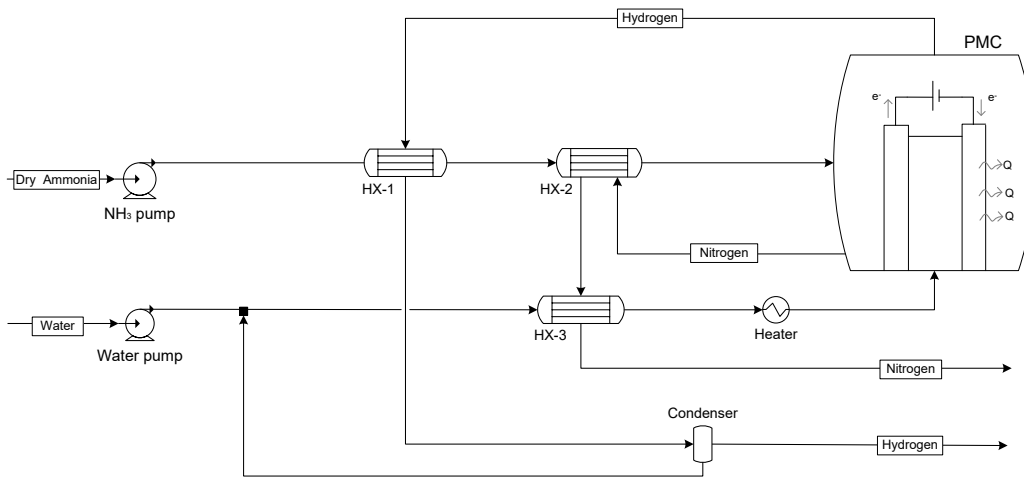 Hydrogen
PMC
e-
e-
Dry Ammonia
NH₃ pump
HX-1
HX-2
Q
Q
Q
Nitrogen
Water
Water pump
HX-3
Heater
Nitrogen
Condenser
Hydrogen